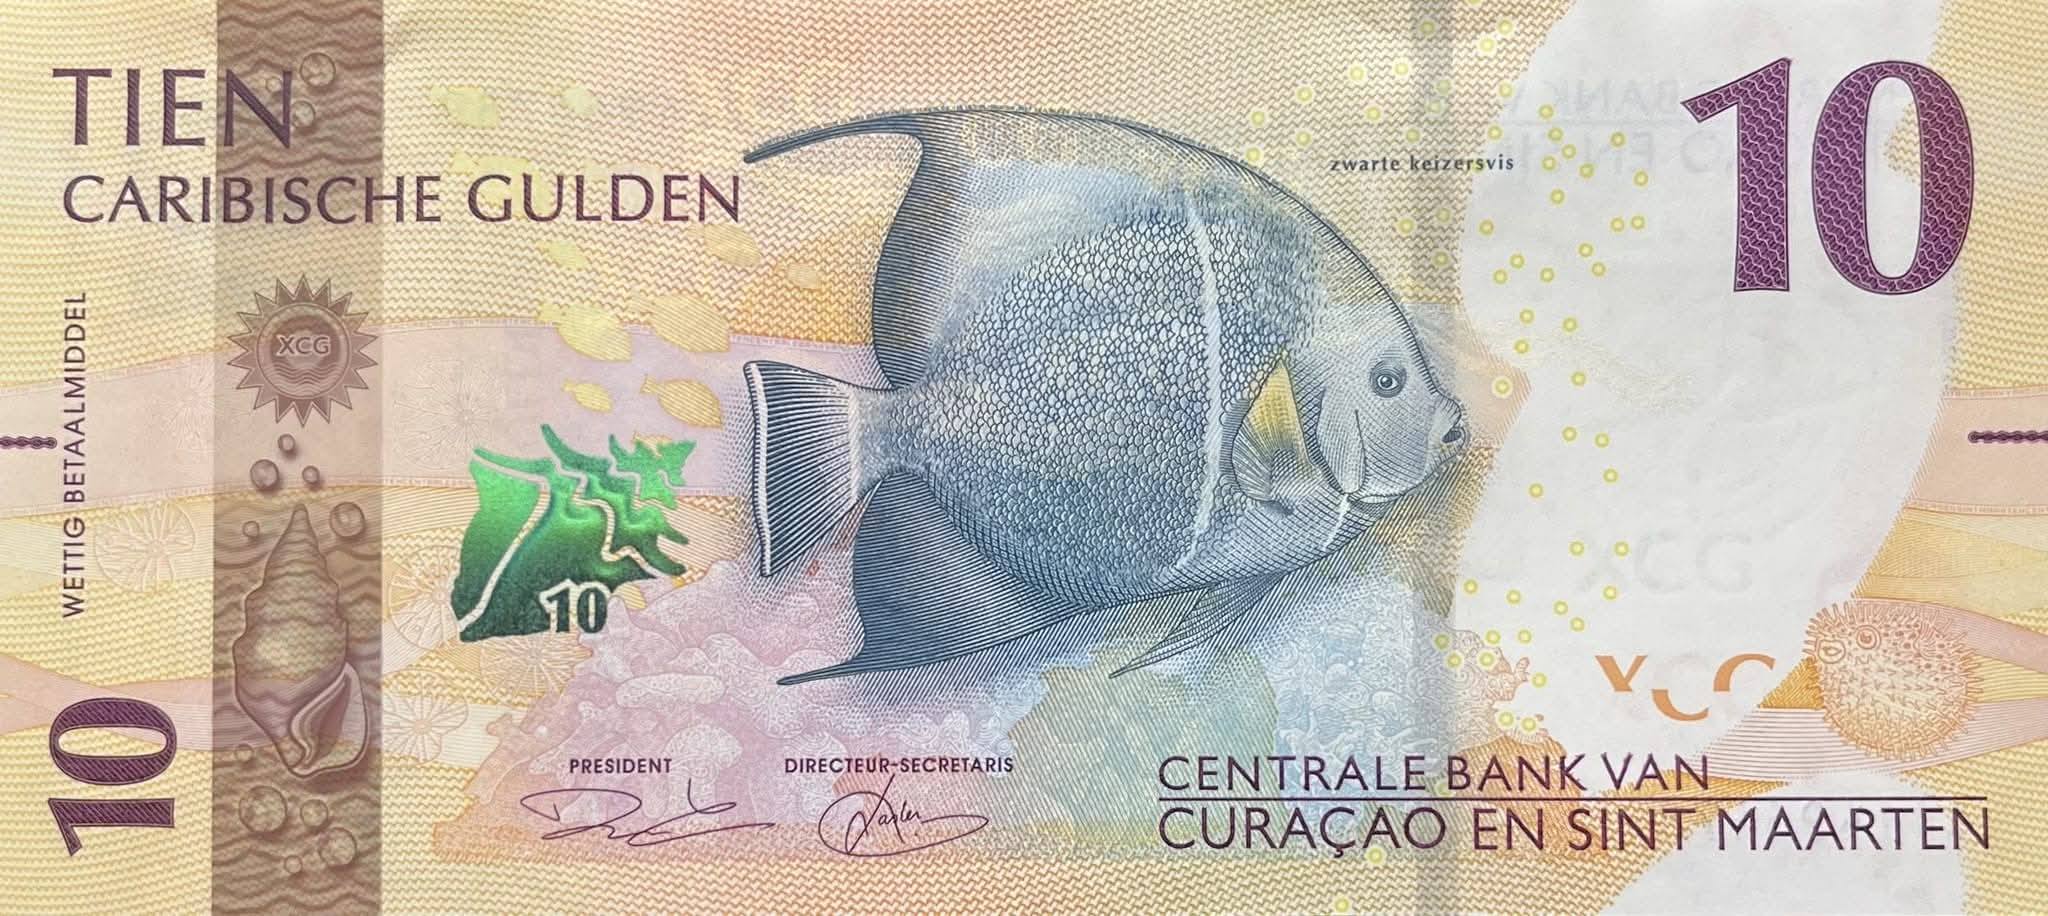 TIEN
CARIBISCHE GULDEN
zwarte keizersvis
10
WETTIG BETAALMIDDEL
XCG
10
XCG
10
PRESIDENT
DIRECTEUR-SECRETARIS
CENTRALE BANK VAN
CURAÇAO EN SINT MAARTEN